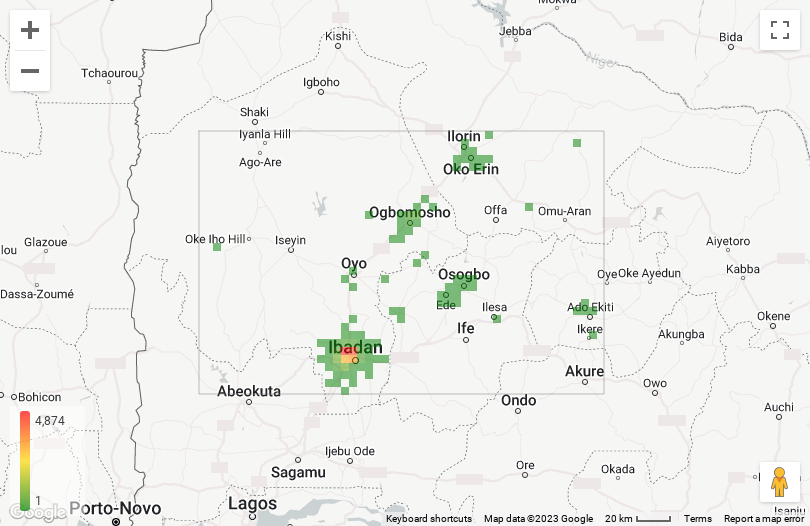 Mokwa
Jebba
Kishi
Bida
Niger
Tchaourou
Igboho
Shaki
Iyanla Hill
Ilorin
Ago-Are
Oko Erin
Ogbomosho
Offa
Omu-Aran
Oke Iho Hill
Iseyin
Glazoue
Aiyetoro
Oyo
Kabba
Osogbo
Oye
Oke Ayedun
Dassa-Zoumé
Ede
Ilesa
Ado Ekiti
Okene
Ife
Ikere
Akungba
Ibadan
Akure
Owo
Abeokuta
Bohicon
Ondo
Auchi
4,874
Ijebu Ode
Sagamu
Ore
Okada
1
Google
Porto-Novo
Lagos
Keyboard shortcuts
Map data ©2023 Google
20 km
Terms
Report a map error